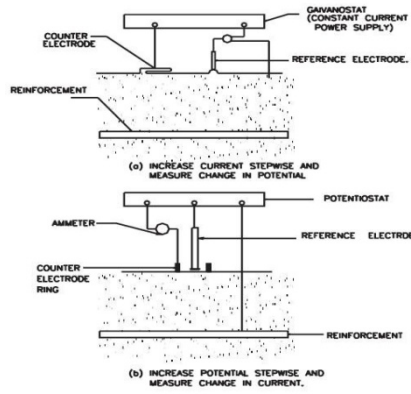 GALVANOSTAT
(CONSTANT CURRENT
POWER SUPPLY)
COUNTER
ELECTRODE
REFERENCE ELECTRODE.
REINFORCEMENT
(a) INCREASE CURRENT STEPWISE AND
MEASURE CHANGE IN POTENTIAL
POTENTIOSTAT
AMMETER
REFERENCE ELECTROD
COUNTER
ELECTRODE
RING
REINFORCEMENT
(b) INCREASE POTENTIAL STEPWISE AND
MEASURE CHANGE IN CURRENT.